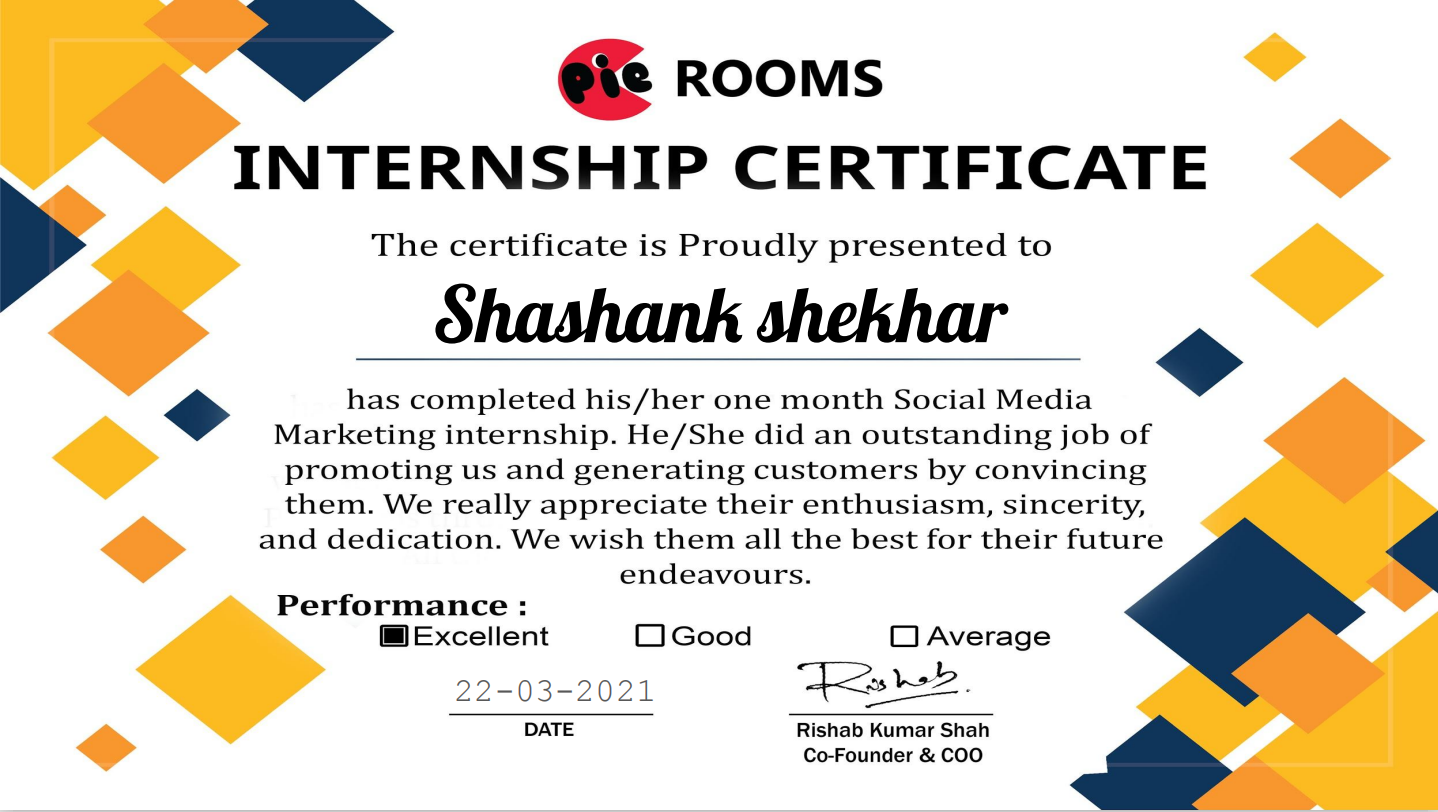 pie ROOMS
INTERNSHIP CERTIFICATE
The certificate is Proudly presented to
Shashank shekhar
has completed his/her one month Social Media
Marketing internship. He/She did an outstanding job of
promoting us and generating customers by convincing
them. We really appreciate their enthusiasm, sincerity,
and dedication. We wish them all the best for their future
endeavours.
Performance :
Excellent Good Average
22-03-2021
DATE
Rishab
Rishab Kumar Shah
Co-Founder & COO